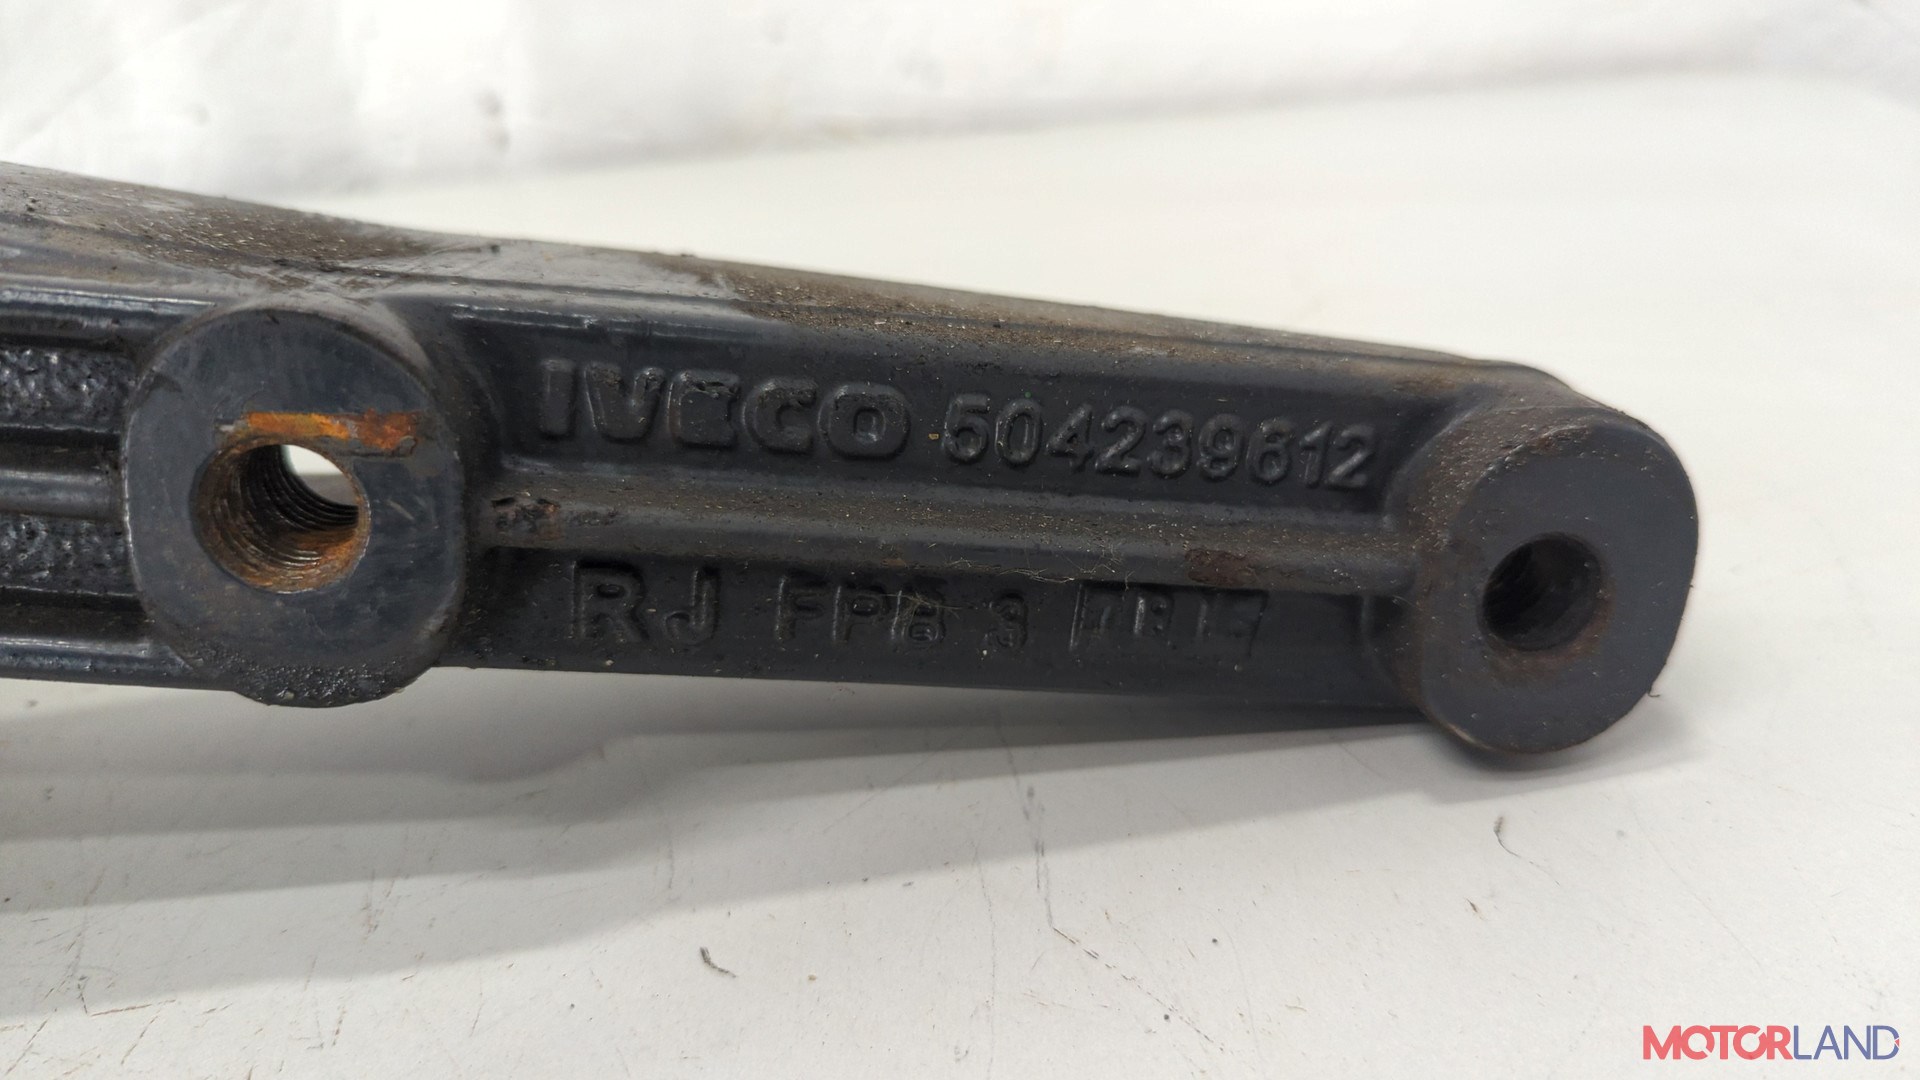 IVECO 504239612
RJ FPB 3
MOTORLAND